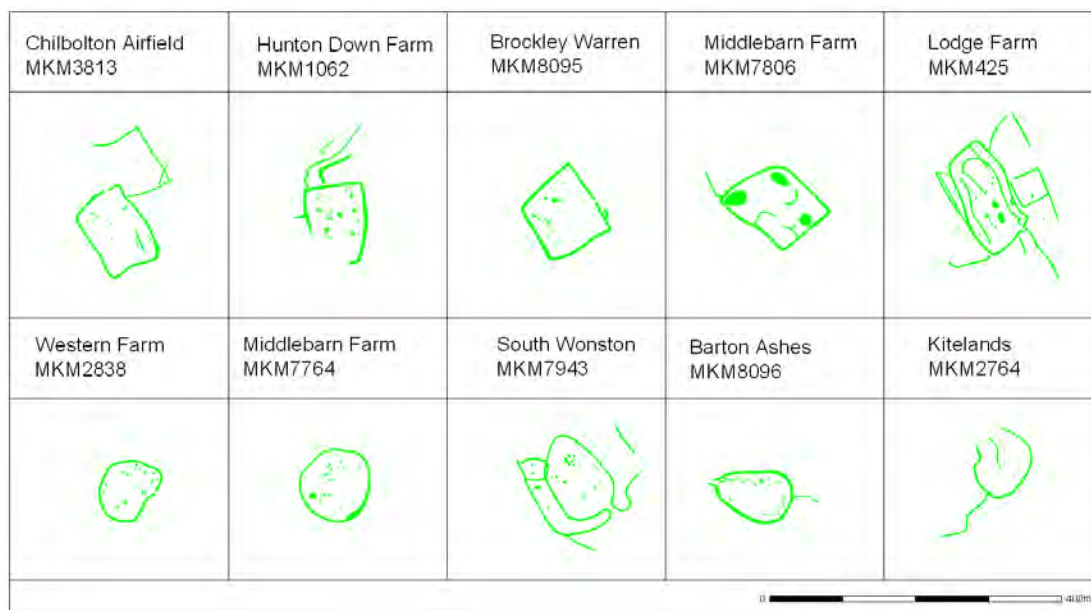 Chilbolton Airfield
MKM3813
Hunton Down Farm
MKM1062
Brockley Warren
MKM8095
Middlebarn Farm
MKM7806
Lodge Farm
MKM425
Western Farm
MKM2838
Middlebarn Farm
MKM7764
South Wonston
MKM7943
Barton Ashes
MKM8096
Kitelands
MKM2764
0 400m